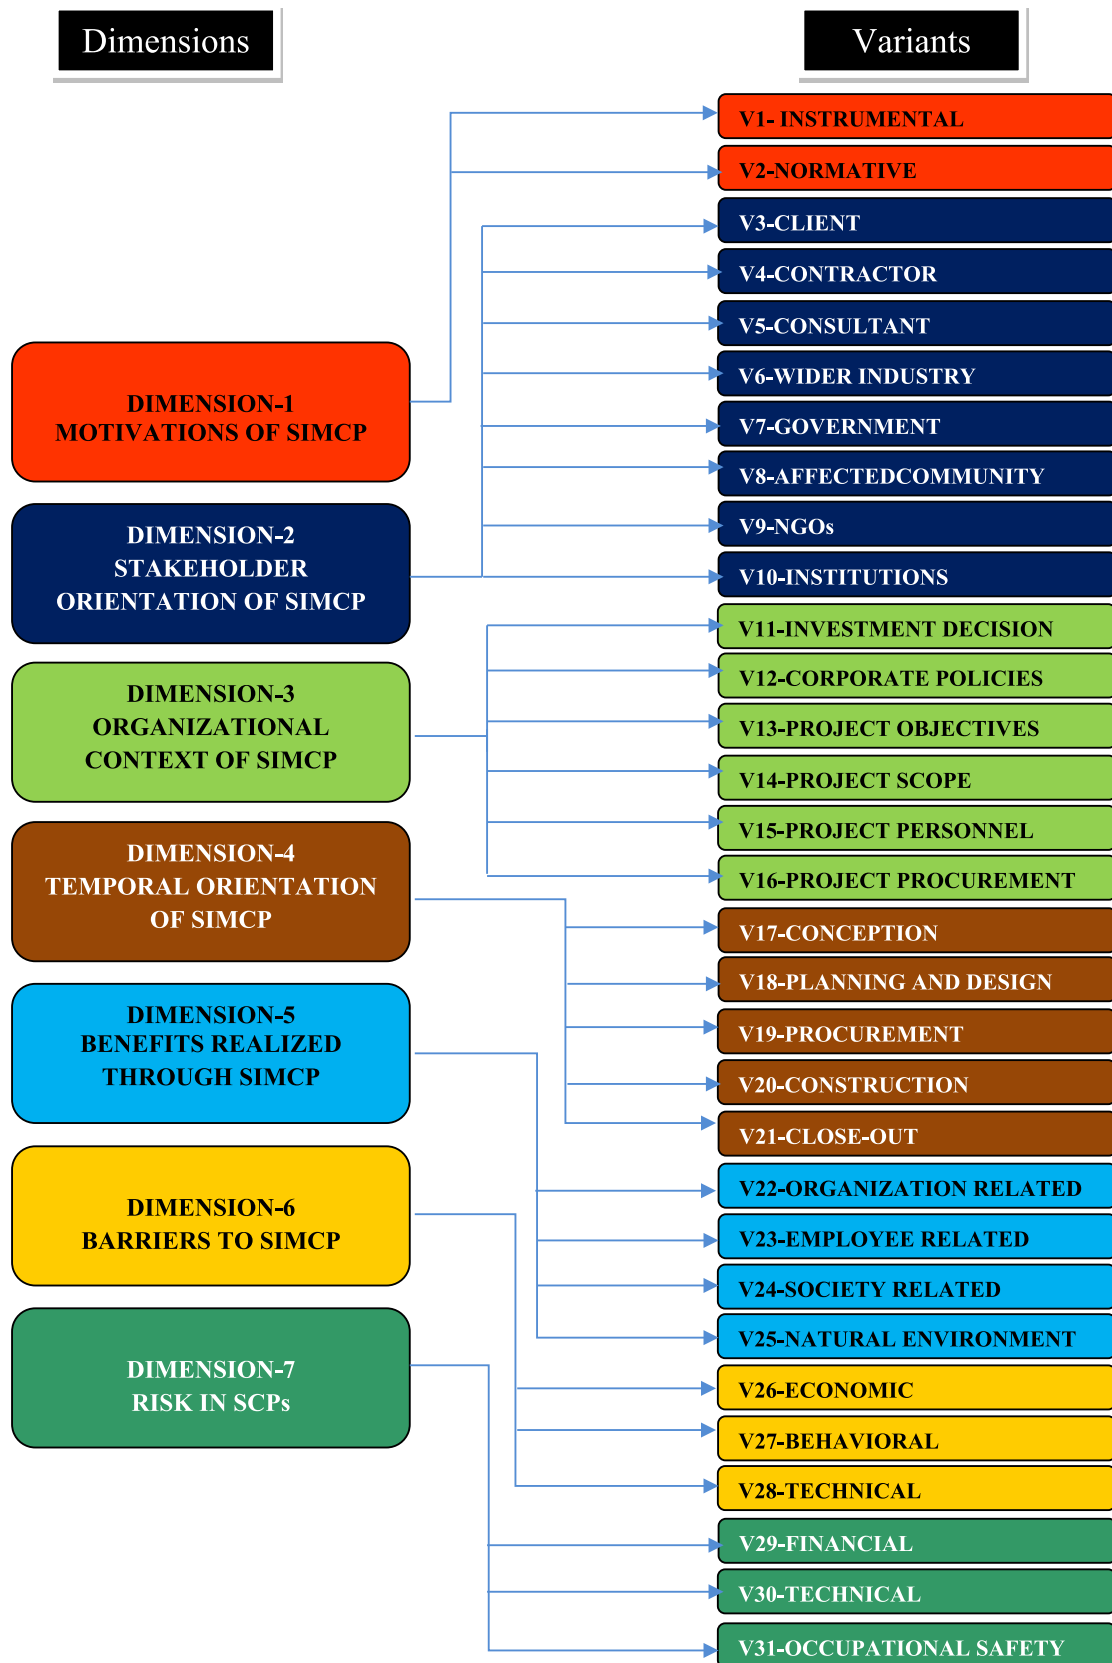 Dimensions
Variants
V1- INSTRUMENTAL
V2-NORMATIVE
V3-CLIENT
V4-CONTRACTOR
V5-CONSULTANT
V6-WIDER INDUSTRY
V7-GOVERNMENT
V8-AFFECTEDCOMMUNITY
V9-NGOs
V10-INSTITUTIONS
V11-INVESTMENT DECISION
V12-CORPORATE POLICIES
V13-PROJECT OBJECTIVES
V14-PROJECT SCOPE
V15-PROJECT PERSONNEL
V16-PROJECT PROCUREMENT
V17-CONCEPTION
V18-PLANNING AND DESIGN
V19-PROCUREMENT
V20-CONSTRUCTION
V21-CLOSE-OUT
V22-ORGANIZATION RELATED
V23-EMPLOYEE RELATED
V24-SOCIETY RELATED
V25-NATURAL ENVIRONMENT
V26-ECONOMIC
V27-BEHAVIORAL
V28-TECHNICAL
V29-FINANCIAL
V30-TECHNICAL
V31-OCCUPATIONAL SAFETY
DIMENSION-1
MOTIVATIONS OF SIMCP
DIMENSION-2
STAKEHOLDER
ORIENTATION OF SIMCP
DIMENSION-3
ORGANIZATIONAL
CONTEXT OF SIMCP
DIMENSION-4
TEMPORAL ORIENTATION
OF SIMCP
DIMENSION-5
BENEFITS REALIZED
THROUGH SIMCP
DIMENSION-6
BARRIERS TO SIMCP
DIMENSION-7
RISK IN SCPs